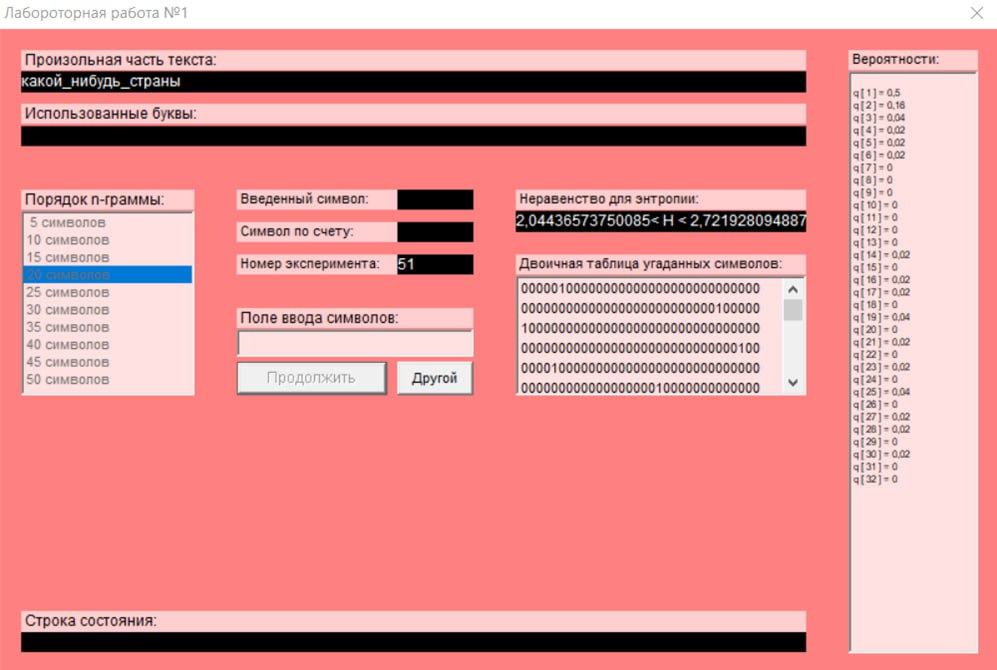 Лабороторная работа №1
Произольная часть текста:
какой_нибудь_страны
Использованные буквы:
Порядок n-граммы:
5 символов
10 символов
15 символов
20 символов
25 символов
30 символов
35 символов
40 символов
45 символов
50 символов
Введенный символ:
Символ по счету:
Номер эксперимента: 51
Поле ввода символов:
Продолжить
Другой
Неравенство для энтропии:
2,04436573750085< H < 2,721928094887
Двоичная таблица угаданных символов:
00000100000000000000000000000000
00000000000000000000000000100000
10000000000000000000000000000000
00000000000000000000000000000100
00001000000000000000000000000000
00000000000000000010000000000000
Вероятности:
q[1] = 0,5
q[2] = 0,16
q[3] = 0,04
q[4] = 0,02
q[5] = 0,02
q[6] = 0,02
q[7] = 0
q[8] = 0
q[9] = 0
q[10] = 0
q[11] = 0
q[12] = 0
q[13] = 0
q[14] = 0,02
q[15] = 0
q[16] = 0,02
q[17] = 0,02
q[18] = 0
q[19] = 0,04
q[20] = 0
q[21] = 0,02
q[22] = 0
q[23] = 0,02
q[24] = 0
q[25] = 0,04
q[26] = 0
q[27] = 0,02
q[28] = 0,02
q[29] = 0
q[30] = 0,02
q[31] = 0
q[32] = 0
Строка состояния: